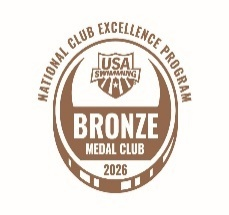 NATIONAL CLUB EXCELLENCE PROGRAM
USA
SWIMMING
BRONZE
MEDAL CLUB
2026